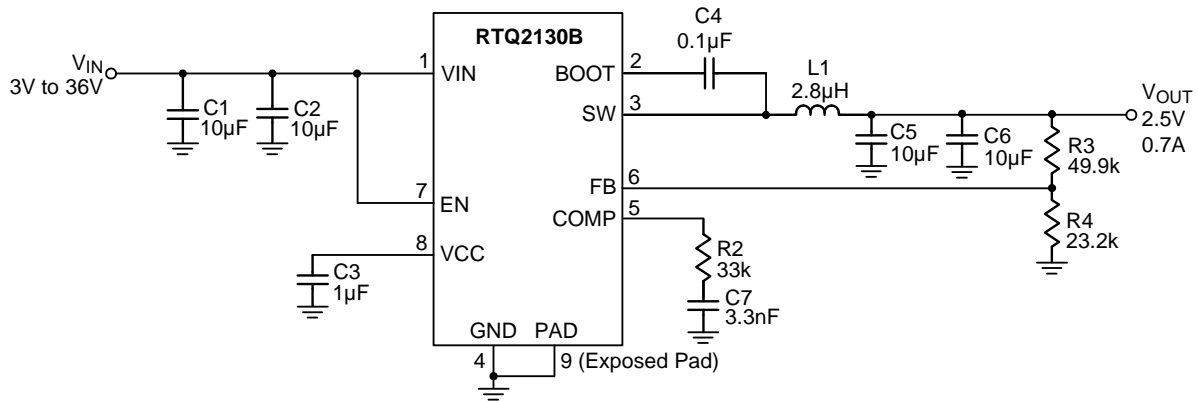 RTQ2130B
VIN
3V to 36V
C1
10µF
C2
10µF
1
VIN
7
EN
8
VCC
C3
1µF
GND
PAD
4
9 (Exposed Pad)
BOOT
2
C4
0.1µF
SW
3
L1
2.8µH
C5
10µF
C6
10µF
VOUT
2.5V
0.7A
R3
49.9k
FB
6
R4
23.2k
COMP
5
R2
33k
C7
3.3nF